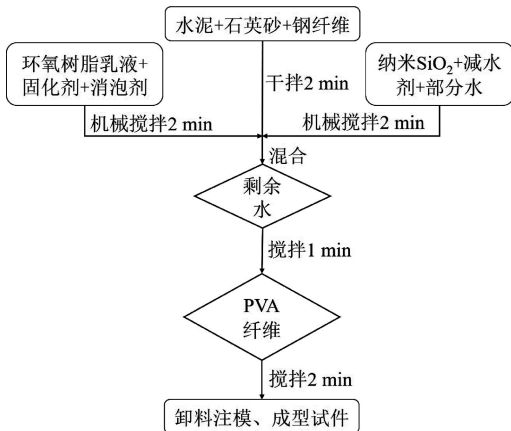 水泥+石英砂+钢纤维
环氧树脂乳液+
固化剂+消泡剂
纳米SiO₂+减水
剂+部分水
干拌2 min
机械搅拌2 min
机械搅拌2 min
混合
剩余
水
搅拌1 min
PVA
纤维
搅拌2 min
卸料注模、成型试件